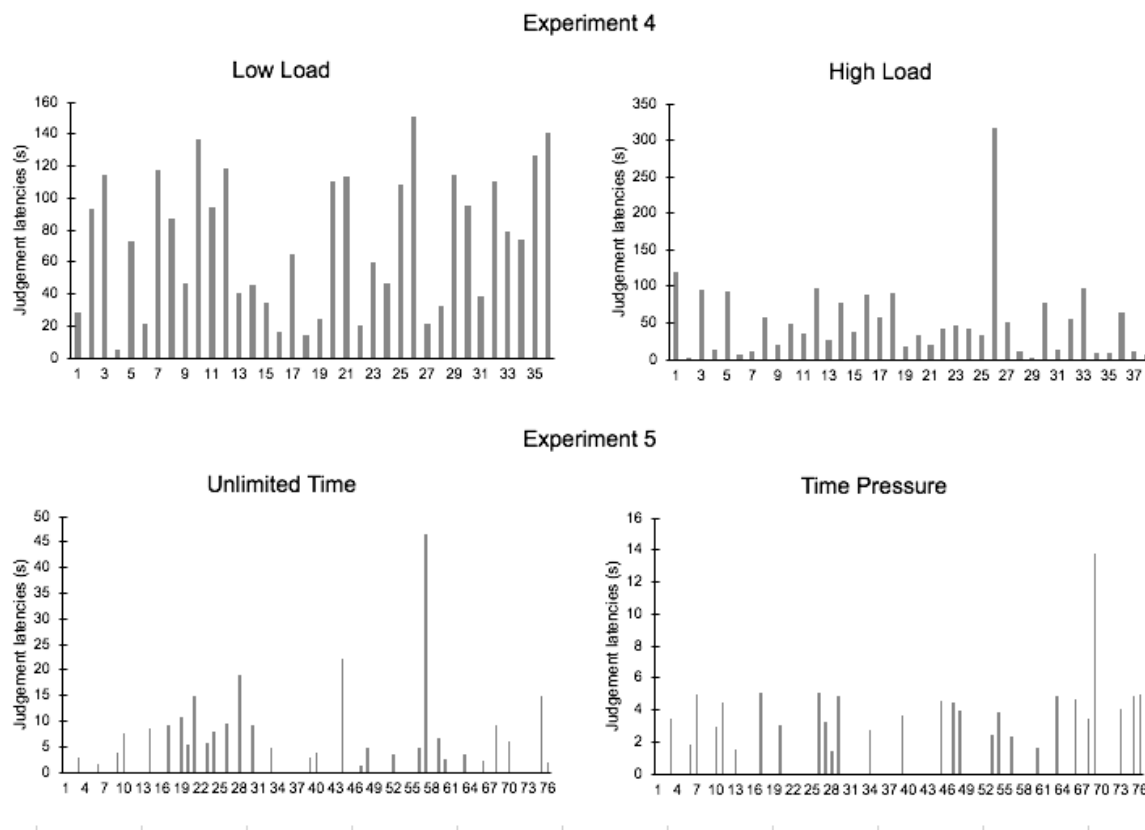 Experiment 4
Low Load
Judgement latencies (s)
160
140
120
100
80
60
40
20
0
1 3 5 7 9 11 13 15 17 19 21 23 25 27 29 31 33 35
High Load
Judgement latencies (s)
350
300
250
200
150
100
50
0
1 3 5 7 9 11 13 15 17 19 21 23 25 27 29 31 33 35 37
Experiment 5
Unlimited Time
Judgement latencies (s)
50
45
40
35
30
25
20
15
10
5
0
1 4 7 10 13 16 19 22 25 28 31 34 37 40 43 46 49 52 55 58 61 64 67 70 73 76
Time Pressure
Judgement latencies (s)
16
14
12
10
8
6
4
2
0
1 4 7 10 13 16 19 22 25 28 31 34 37 40 43 46 49 52 55 58 61 64 67 70 73 76